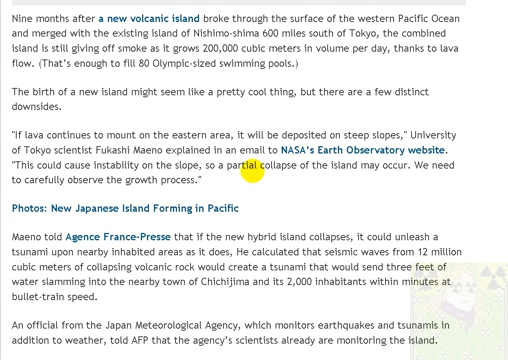 Nine months after a new volcanic island broke through the surface of the western Pacific Ocean
and merged with the existing island of Nishimo-shima 600 miles south of Tokyo, the combined
island is still giving off smoke as it grows 200,000 cubic meters in volume per day, thanks to lava
flow. (That's enough to fill 80 Olympic-sized swimming pools.)
The birth of a new island might seem like a pretty cool thing, but there are a few distinct
downsides.
"If lava continues to mount on the eastern area, it will be deposited on steep slopes," University
of Tokyo scientist Fukashi Maeno explained in an email to NASA's Earth Observatory website.
"This could cause instability on the slope, so a partial collapse of the island may occur. We need
to carefully observe the growth process."
Photos: New Japanese Island Forming in Pacific
Maeno told Agence France-Presse that if the new hybrid island collapses, it could unleash a
tsunami upon nearby inhabited areas as it does, He calculated that seismic waves from 12 million
cubic meters of collapsing volcanic rock would create a tsunami that would send three feet of
water slamming into the nearby town of Chichijima and its 2,000 inhabitants within minutes at
bullet-train speed.
An official from the Japan Meteorological Agency, which monitors earthquakes and tsunamis in
addition to weather, told AFP that the agency's scientists already are monitoring the island.